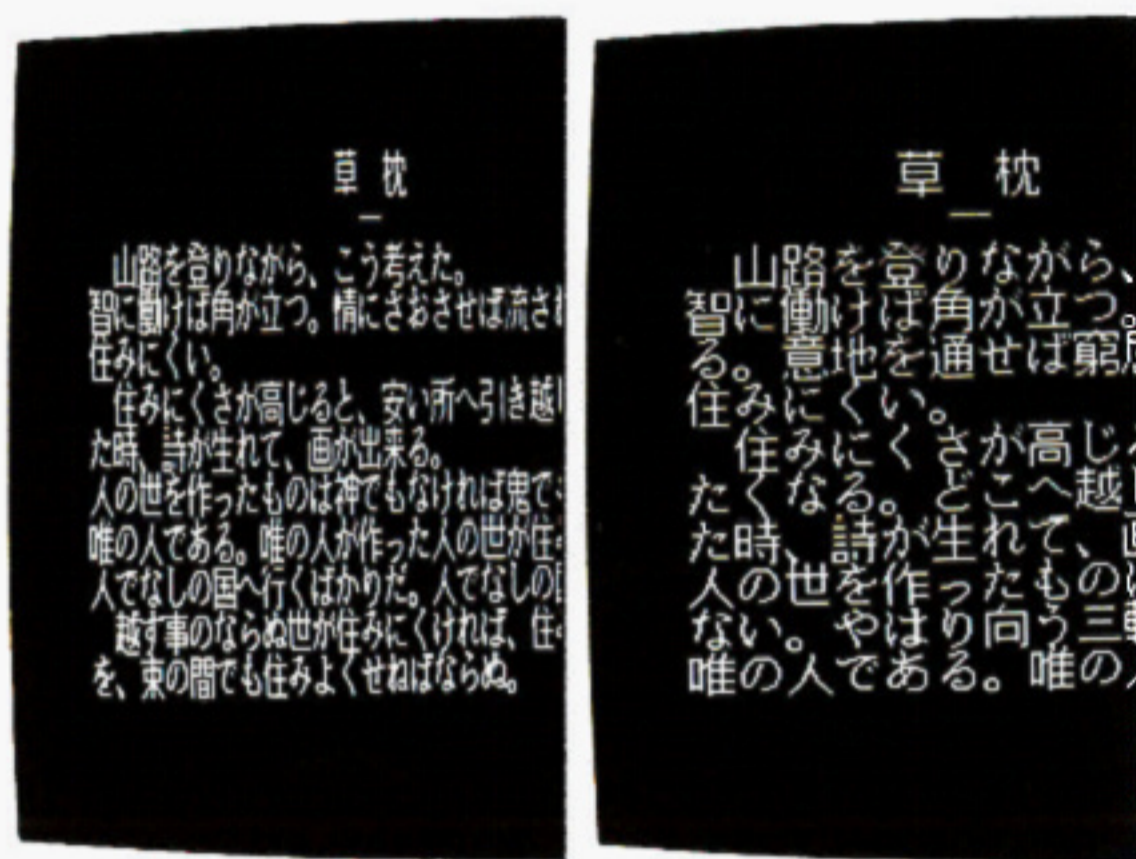 草 枕
一
山路を登りながら、こう考えた。
智に働けば角が立つ。情にさおさせば流され
住みにくい。
住みにくさが高じると、安い所へ引き越し
た時、詩が生れて、画が出来る。
人の世を作ったものは神でもなければ鬼で
唯の人である。唯の人が作った人の世が住
人でなしの国へ行くばかりだ。人でなしの
越す事のならぬ世が住みにくければ、住
を、束の間でも住みよくせねばならぬ。
草 枕
一
山路を登りながら、
智に働けば角が立つ。
る。意地を通せば窮
住みにくい。
住みにくさが高じ
たくなる。どこへ越し
た時、詩が生れて、画
人の世を作ったもの
ない。やはり向う三
唯の人である。唯の人